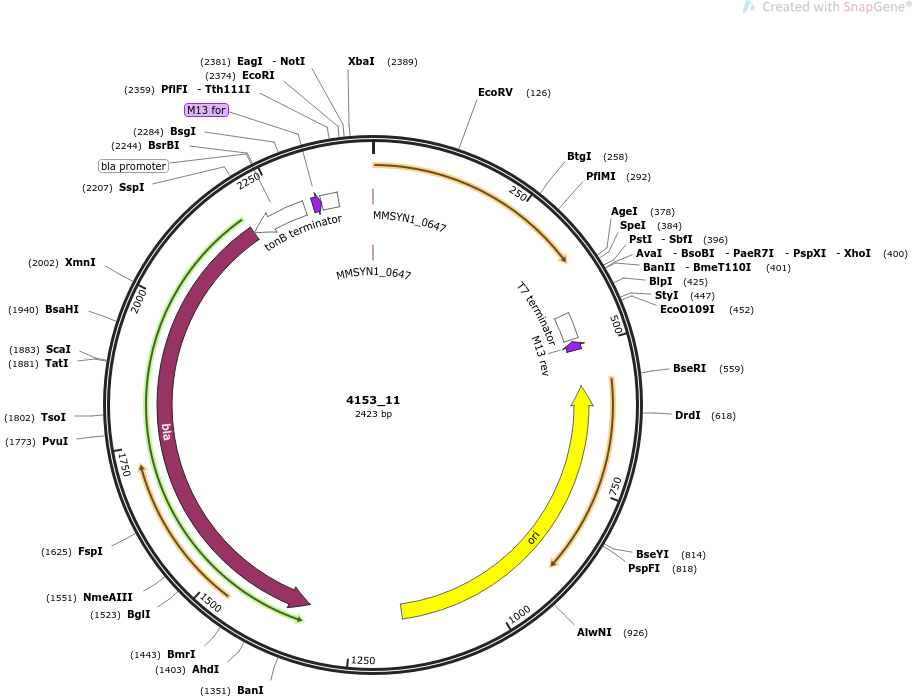 Created with SnapGene®
(2381) EagI - NotI
(2374) EcoRI
(2359) PflFI - Tth111I
M13 for
(2284) BsgI
(2244) BsrBI
bla promoter
(2207) SspI
(2002) XmnI
(1940) BsaHI
(1883) ScaI
(1881) TatI
(1802) TsoI
(1773) PvuI
(1625) FspI
(1551) NmeAIII
(1523) BglI
(1443) BmrI
(1403) AhdI
(1351) BanI
XbaI (2389)
EcoRV (126)
BtgI (258)
PflMI (292)
AgeI (378)
SpeI (384)
PstI - SbfI (396)
AvaI - BsoBI - PaeR7I - PspXI - XhoI (400)
BanII - BmeT110I (401)
BlpI (425)
StyI (447)
EcoO109I (452)
BseRI (559)
DrdI (618)
BseYI (814)
PspFI (818)
AlwNI (926)
250
500
750
1000
1250
1500
1750
2000
2250
tonB terminator
MMSYN1_0647
MMSYN1_0647
T7 terminator
M13 rev
ori
bla
4153_11
2423 bp